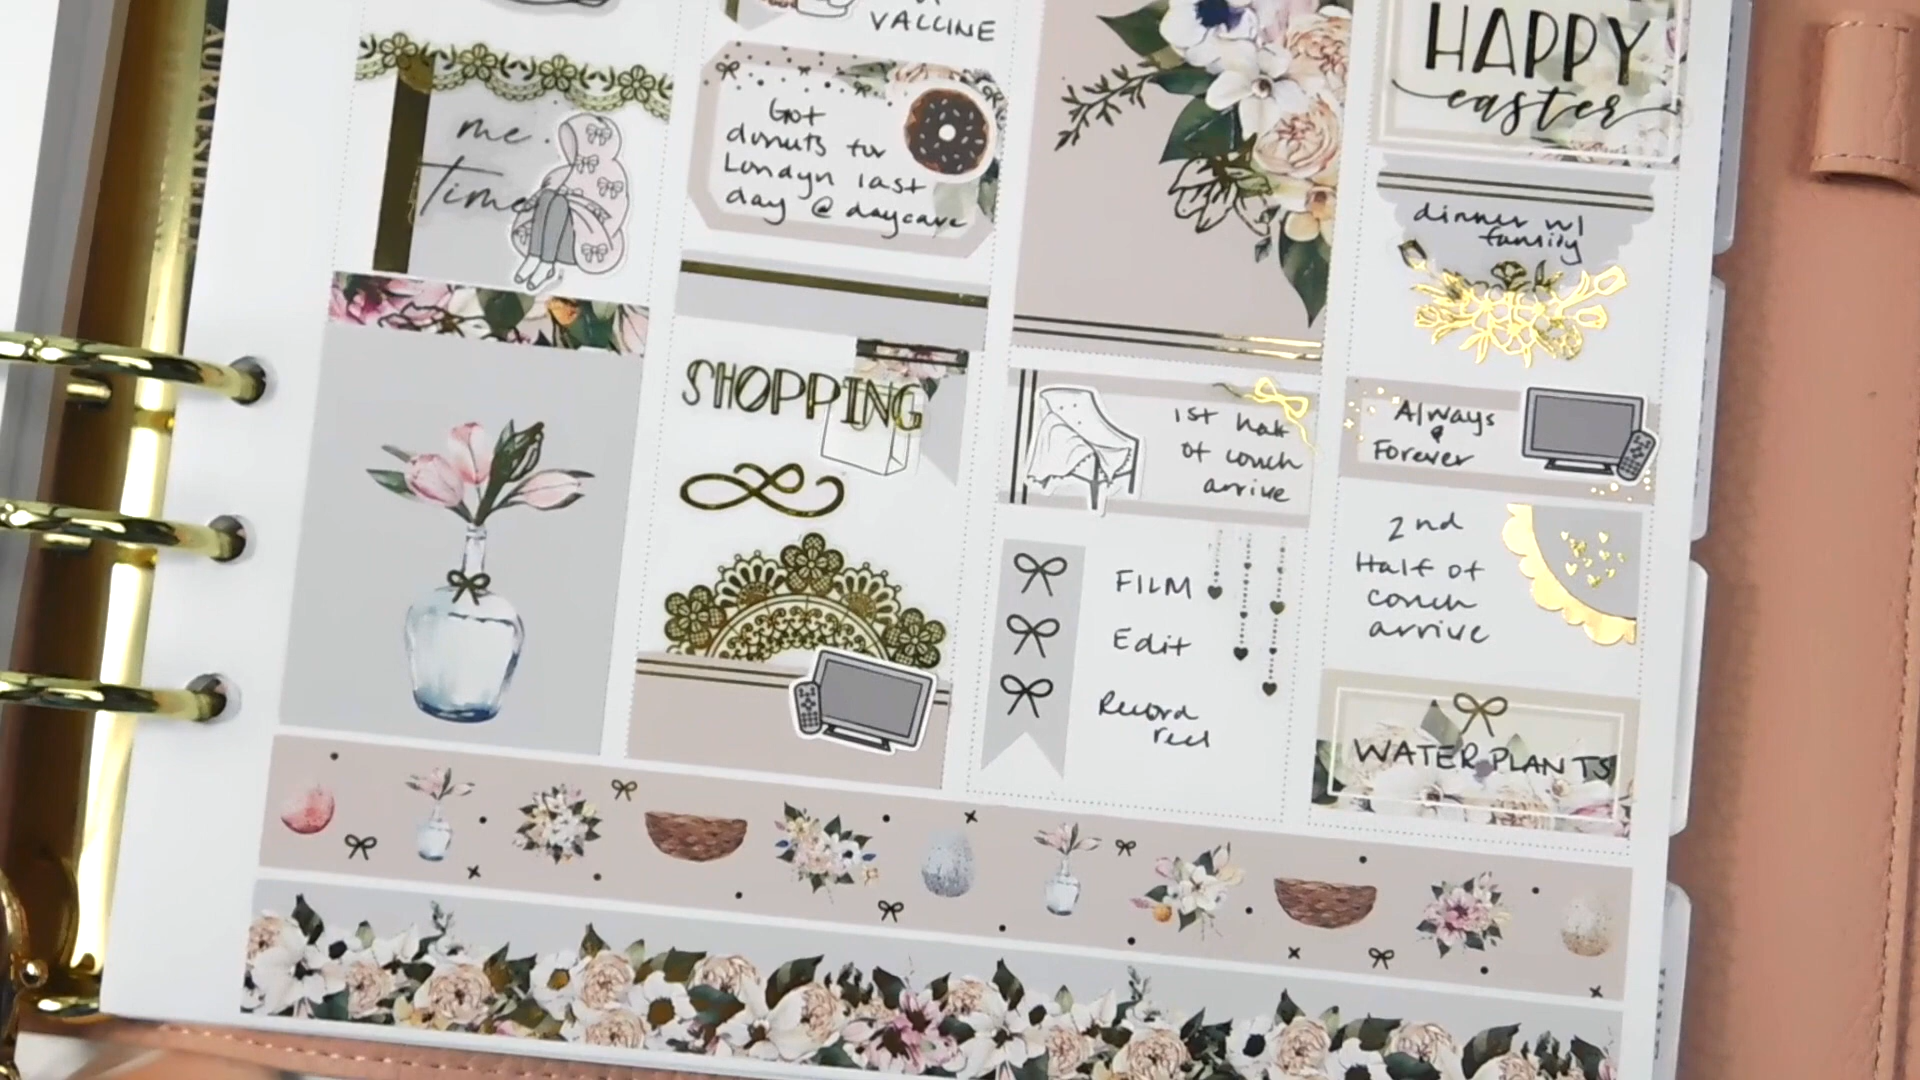 VACCINE
me.
Time
Got
donuts for
Londyn last
day @ daycare
SHOPPING
1st half
of couch
arrive
FILM
Edit
Record
reel
HAPPY
easter
dinner w/
family
Always
&
Forever
2nd
Half of
couch
arrive
WATER PLANTS